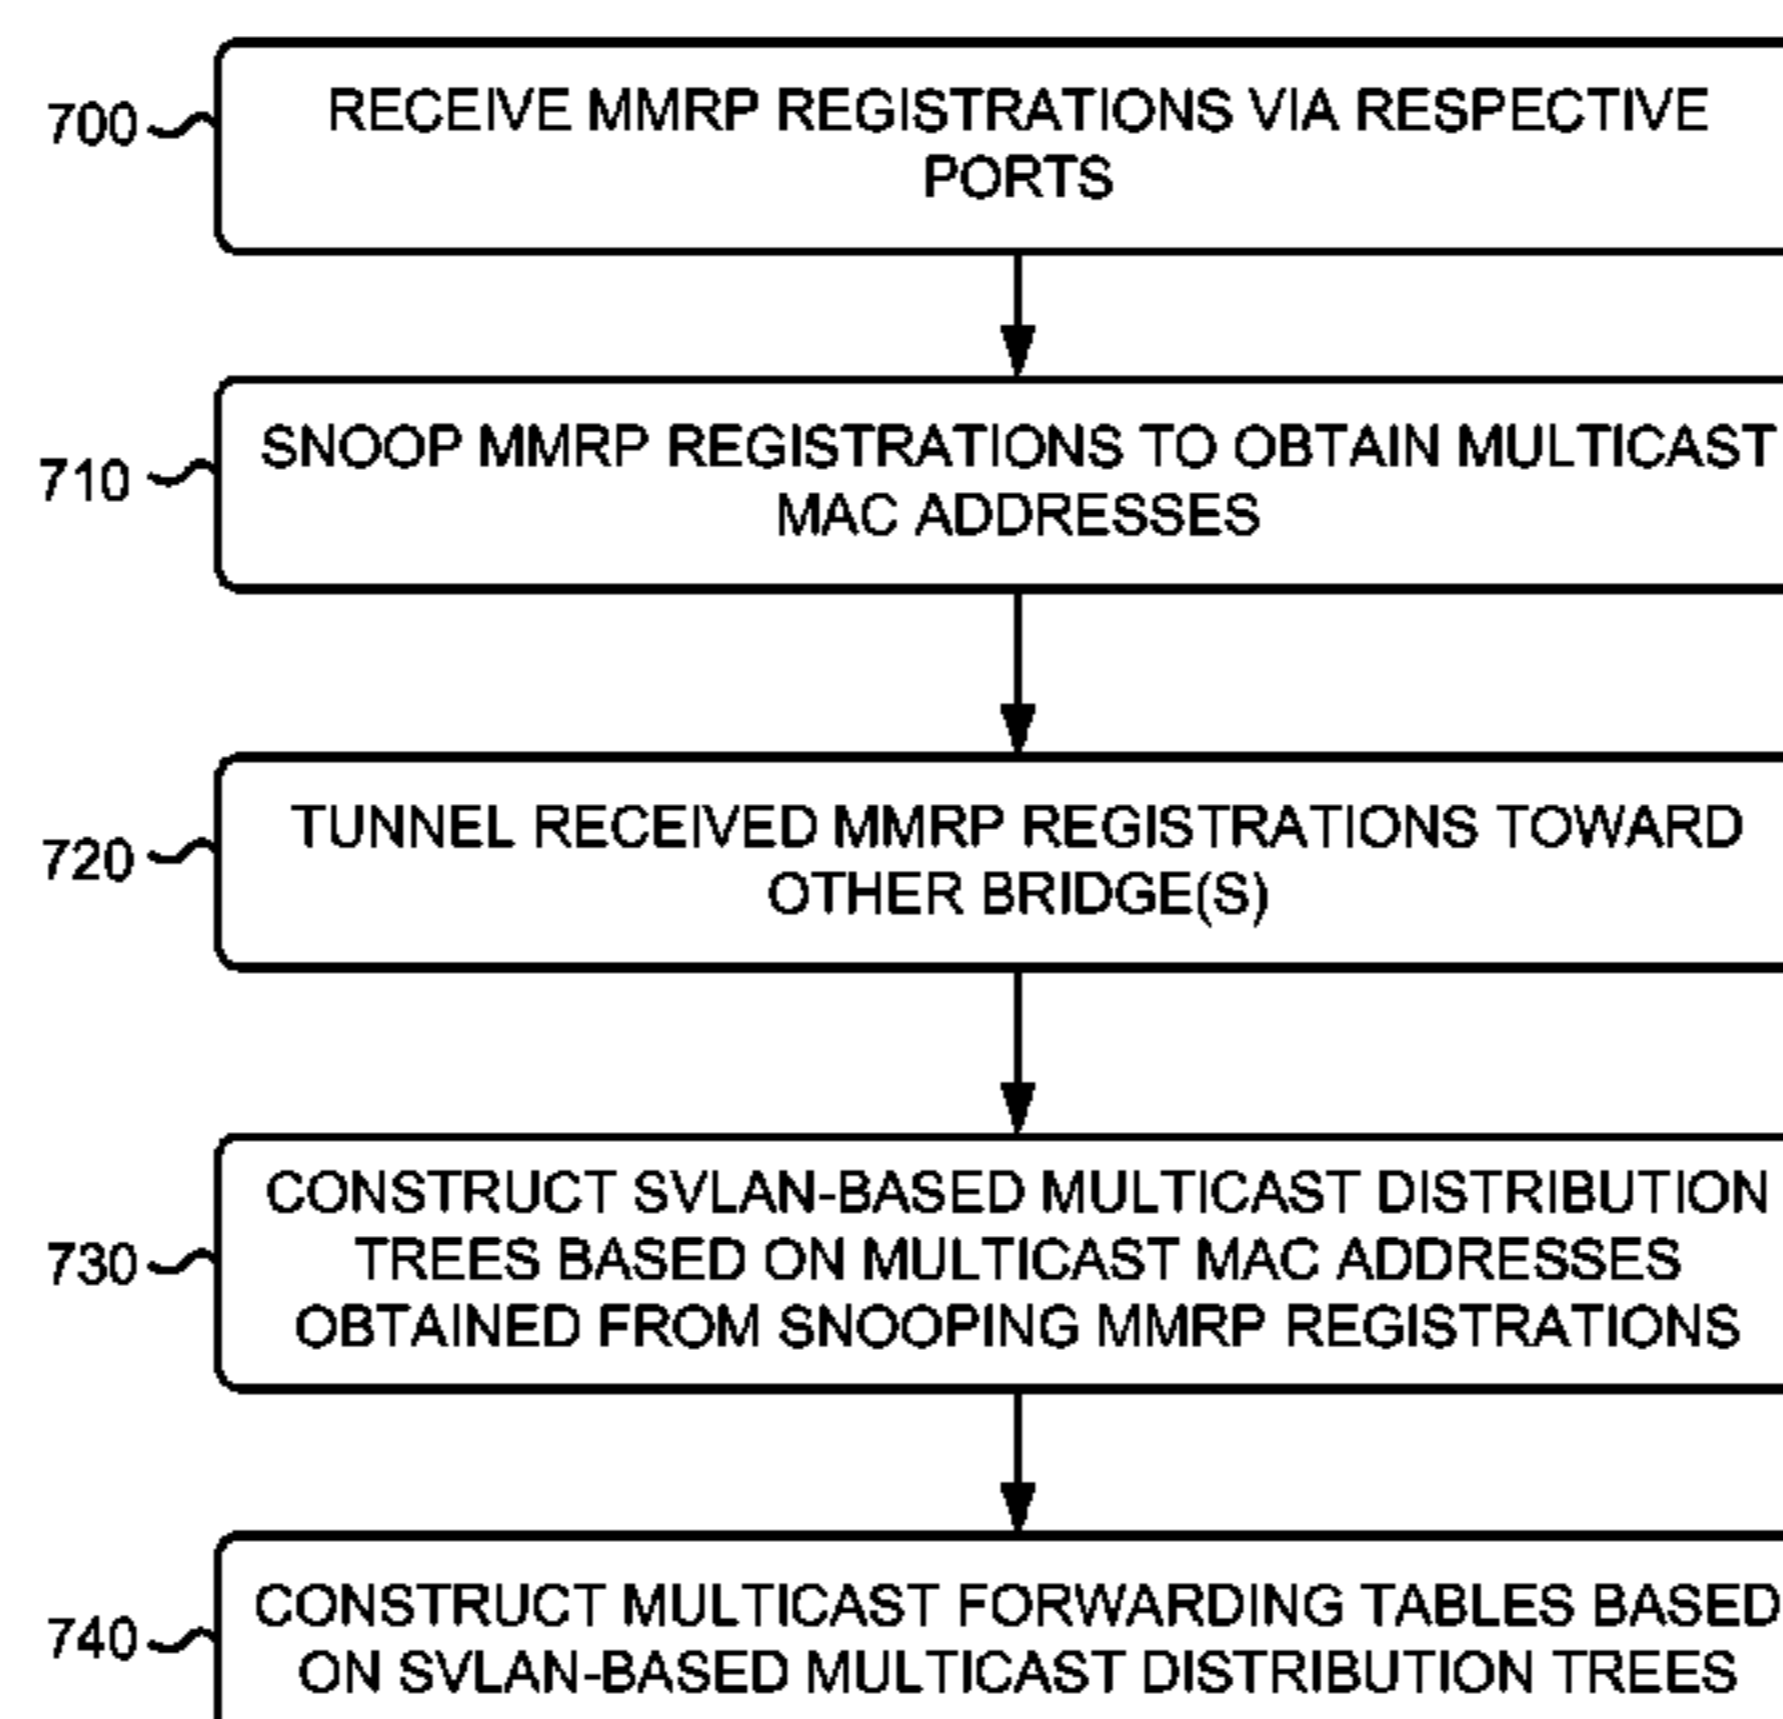 700
RECEIVE MMRP REGISTRATIONS VIA RESPECTIVE
PORTS
710
SNOOP MMRP REGISTRATIONS TO OBTAIN MULTICAST
MAC ADDRESSES
720
TUNNEL RECEIVED MMRP REGISTRATIONS TOWARD
OTHER BRIDGE(S)
730
CONSTRUCT SVLAN-BASED MULTICAST DISTRIBUTION
TREES BASED ON MULTICAST MAC ADDRESSES
OBTAINED FROM SNOOPING MMRP REGISTRATIONS
740
CONSTRUCT MULTICAST FORWARDING TABLES BASED
ON SVLAN-BASED MULTICAST DISTRIBUTION TREES